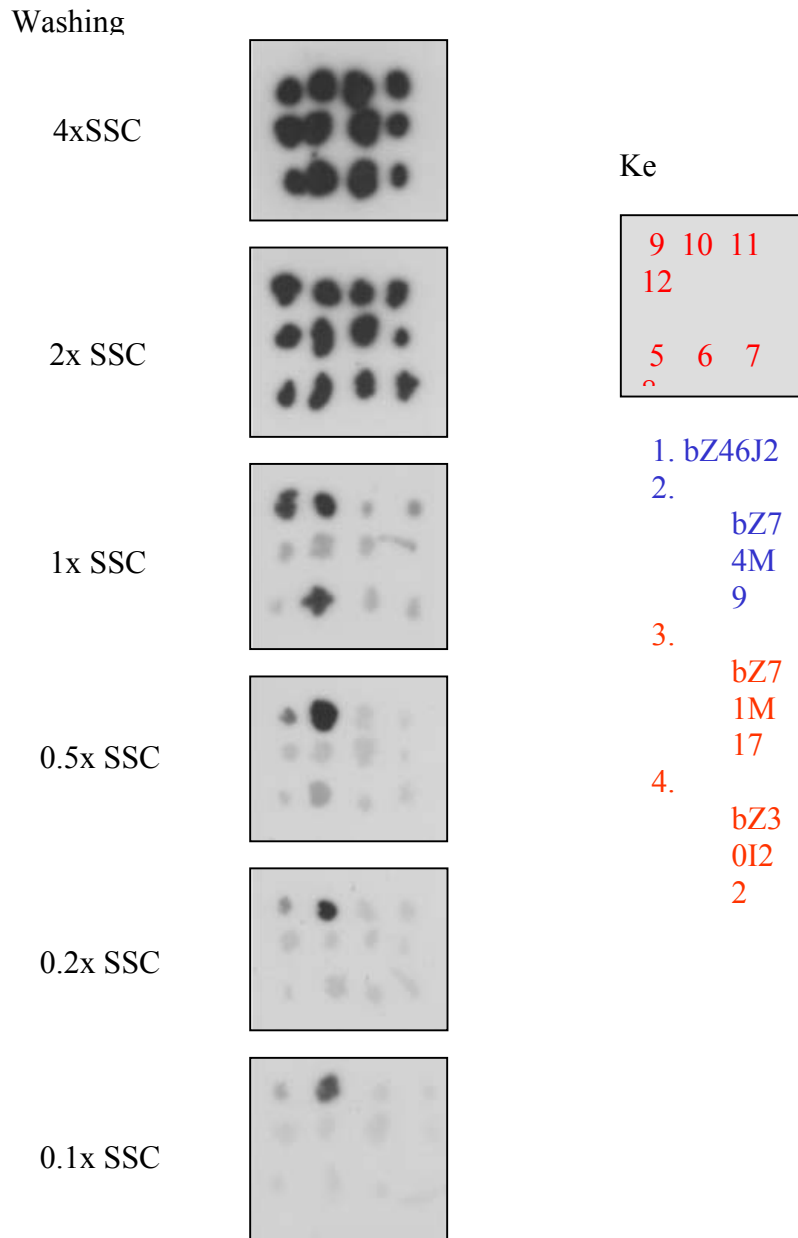 Washing
4xSSC
2x SSC
1x SSC
0.5x SSC
0.2x SSC
0.1x SSC
Ke
9 10 11
12
5 6 7
1. bZ46J2
2.
bZ7
4M
9
3.
bZ7
1M
17
4.
bZ3
0I2
2